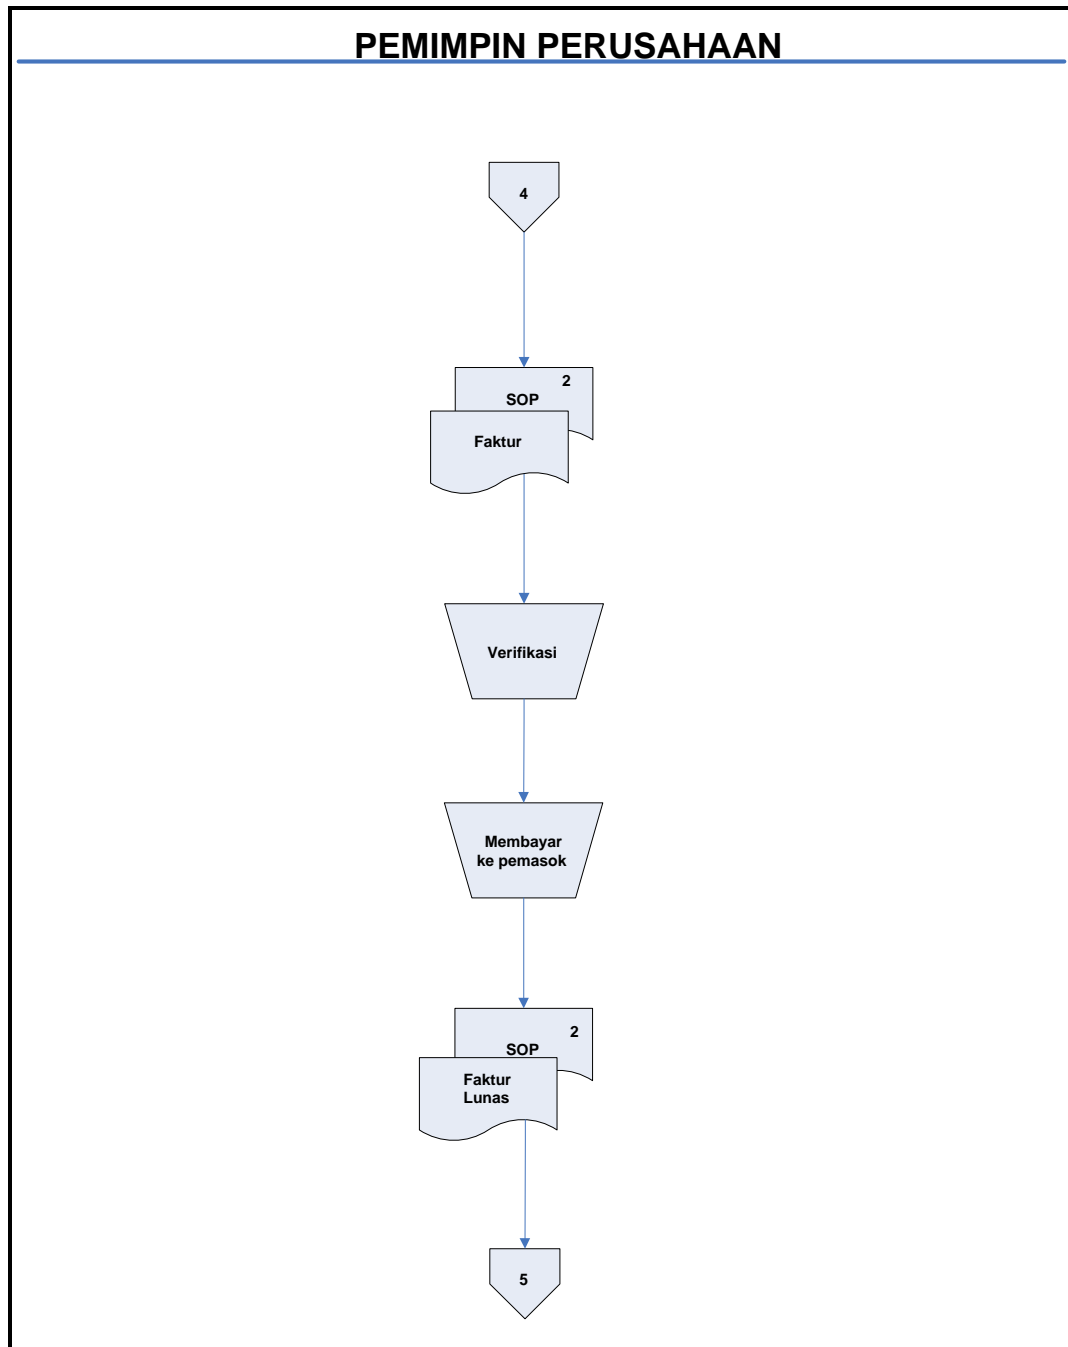 PEMIMPIN PERUSAHAAN
4
2
SOP
Faktur
Verifikasi
Membayar
ke pemasok
2
SOP
Faktur
Lunas
5